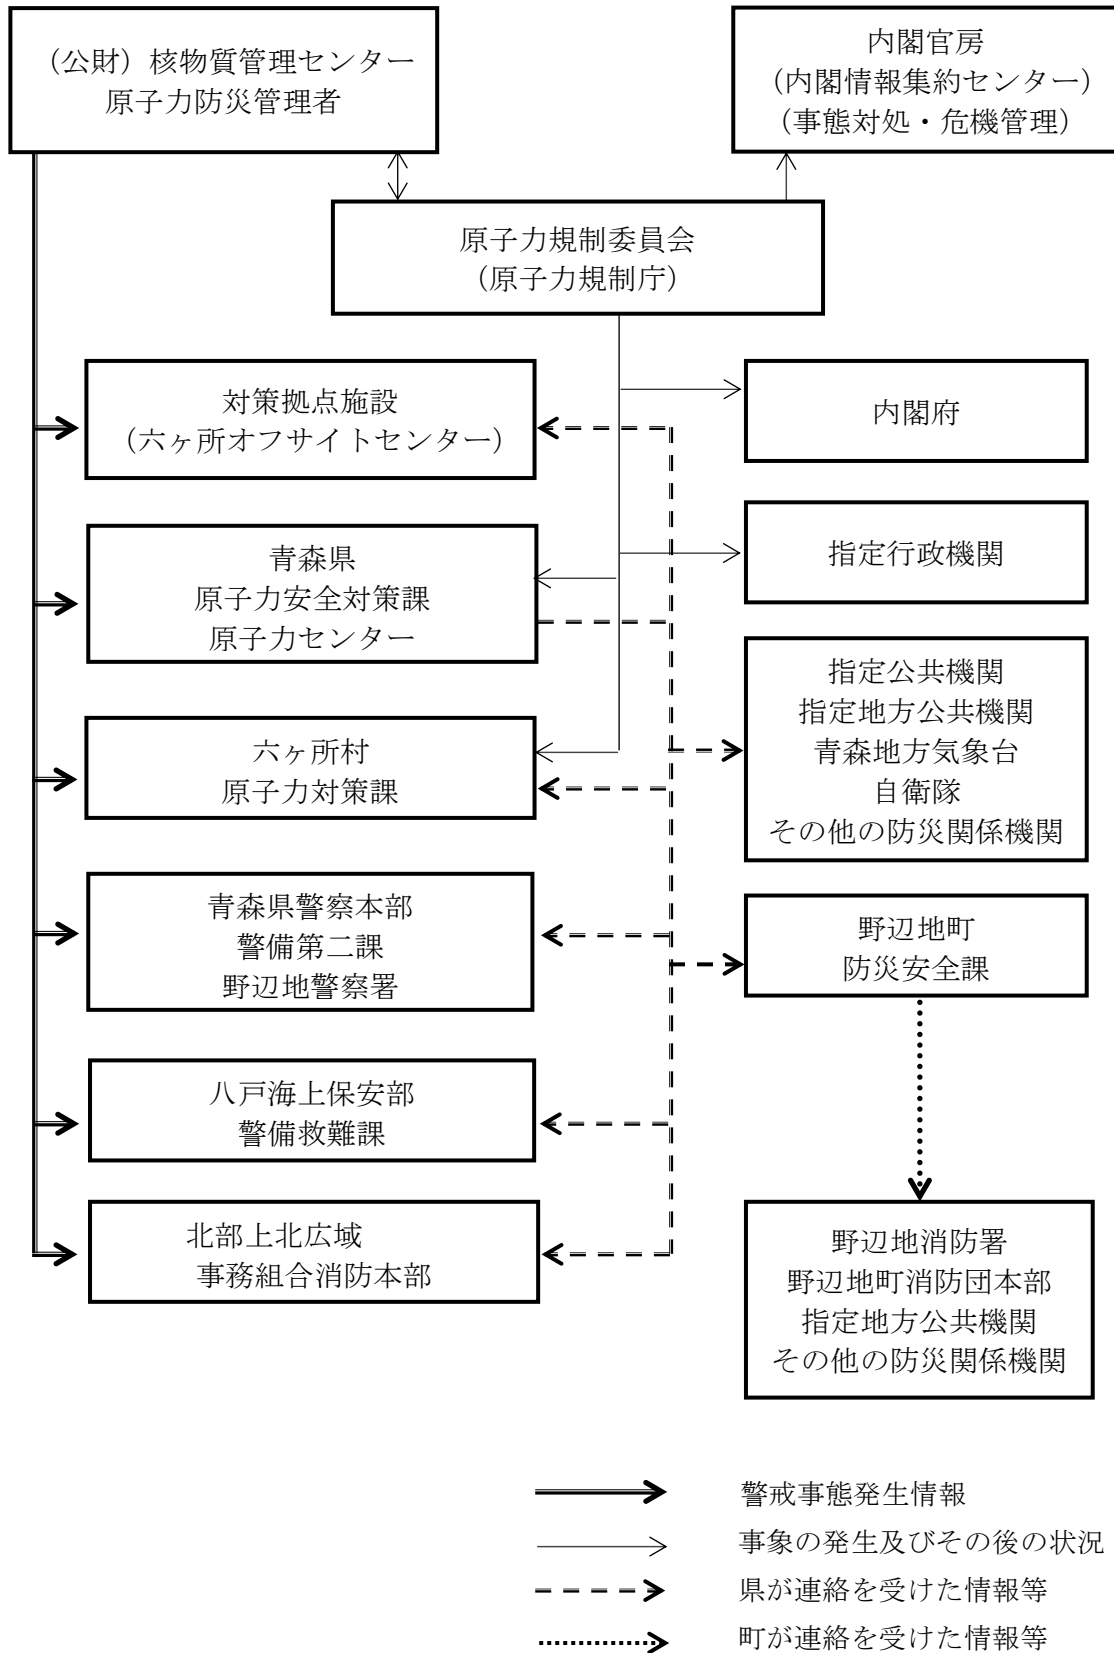 （公財）核物質管理センター
原子力防災管理者
内閣官房
（内閣情報集約センター）
（事態対処・危機管理）
原子力規制委員会
（原子力規制庁）
対策拠点施設
（六ヶ所オフサイトセンター）
内閣府
青森県
原子力安全対策課
原子力センター
指定行政機関
六ヶ所村
原子力対策課
指定公共機関
指定地方公共機関
青森地方気象台
自衛隊
その他の防災関係機関
青森県警察本部
警備第二課
野辺地警察署
野辺地町
防災安全課
八戸海上保安部
警備救難課
北部上北広域
事務組合消防本部
野辺地消防署
野辺地町消防団本部
指定地方公共機関
その他の防災関係機関
警戒事態発生情報
事象の発生及びその後の状況
県が連絡を受けた情報等
町が連絡を受けた情報等